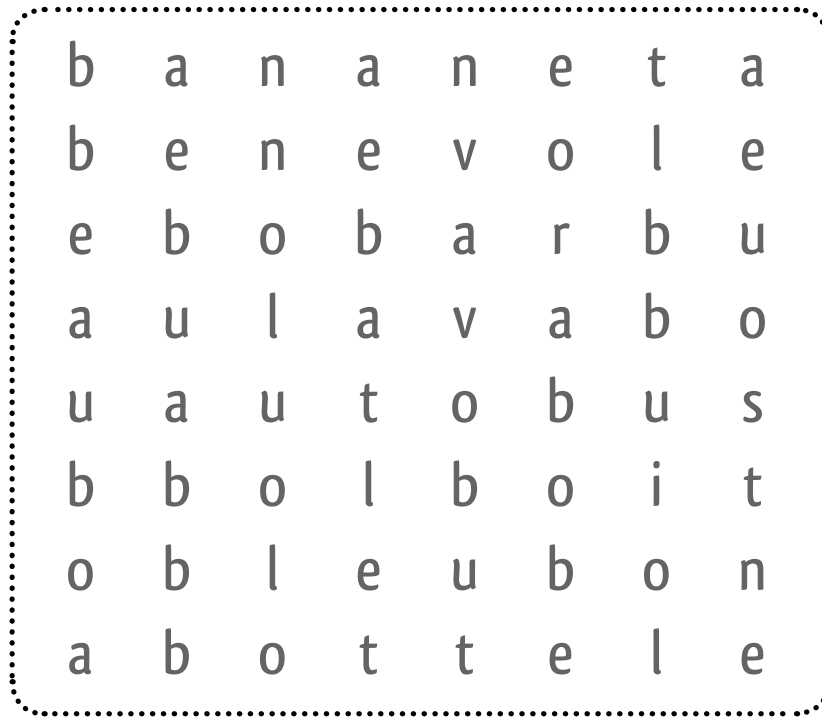 b a n a n e t a
b e n e v o l e
e b o b a r b u
a u l a v a b o
u a u t o b u s
b b o l b o i t
o b l e u b o n
a b o t t e l e